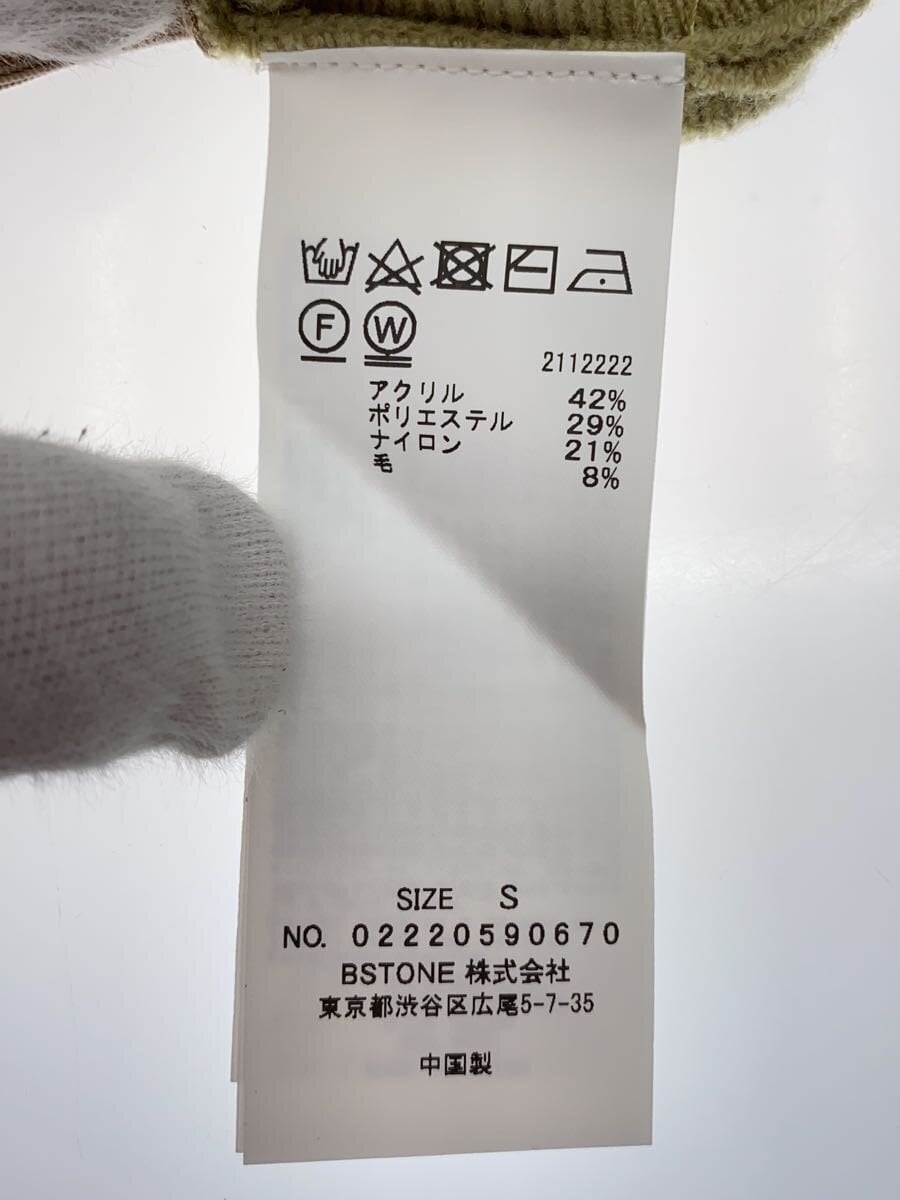 F W
2112222
アクリル 42%
ポリエステル 29%
ナイロン 21%
毛 8%
SIZE S
NO. 02220590670
BSTONE 株式会社
東京都渋谷区広尾5-7-35
中国製